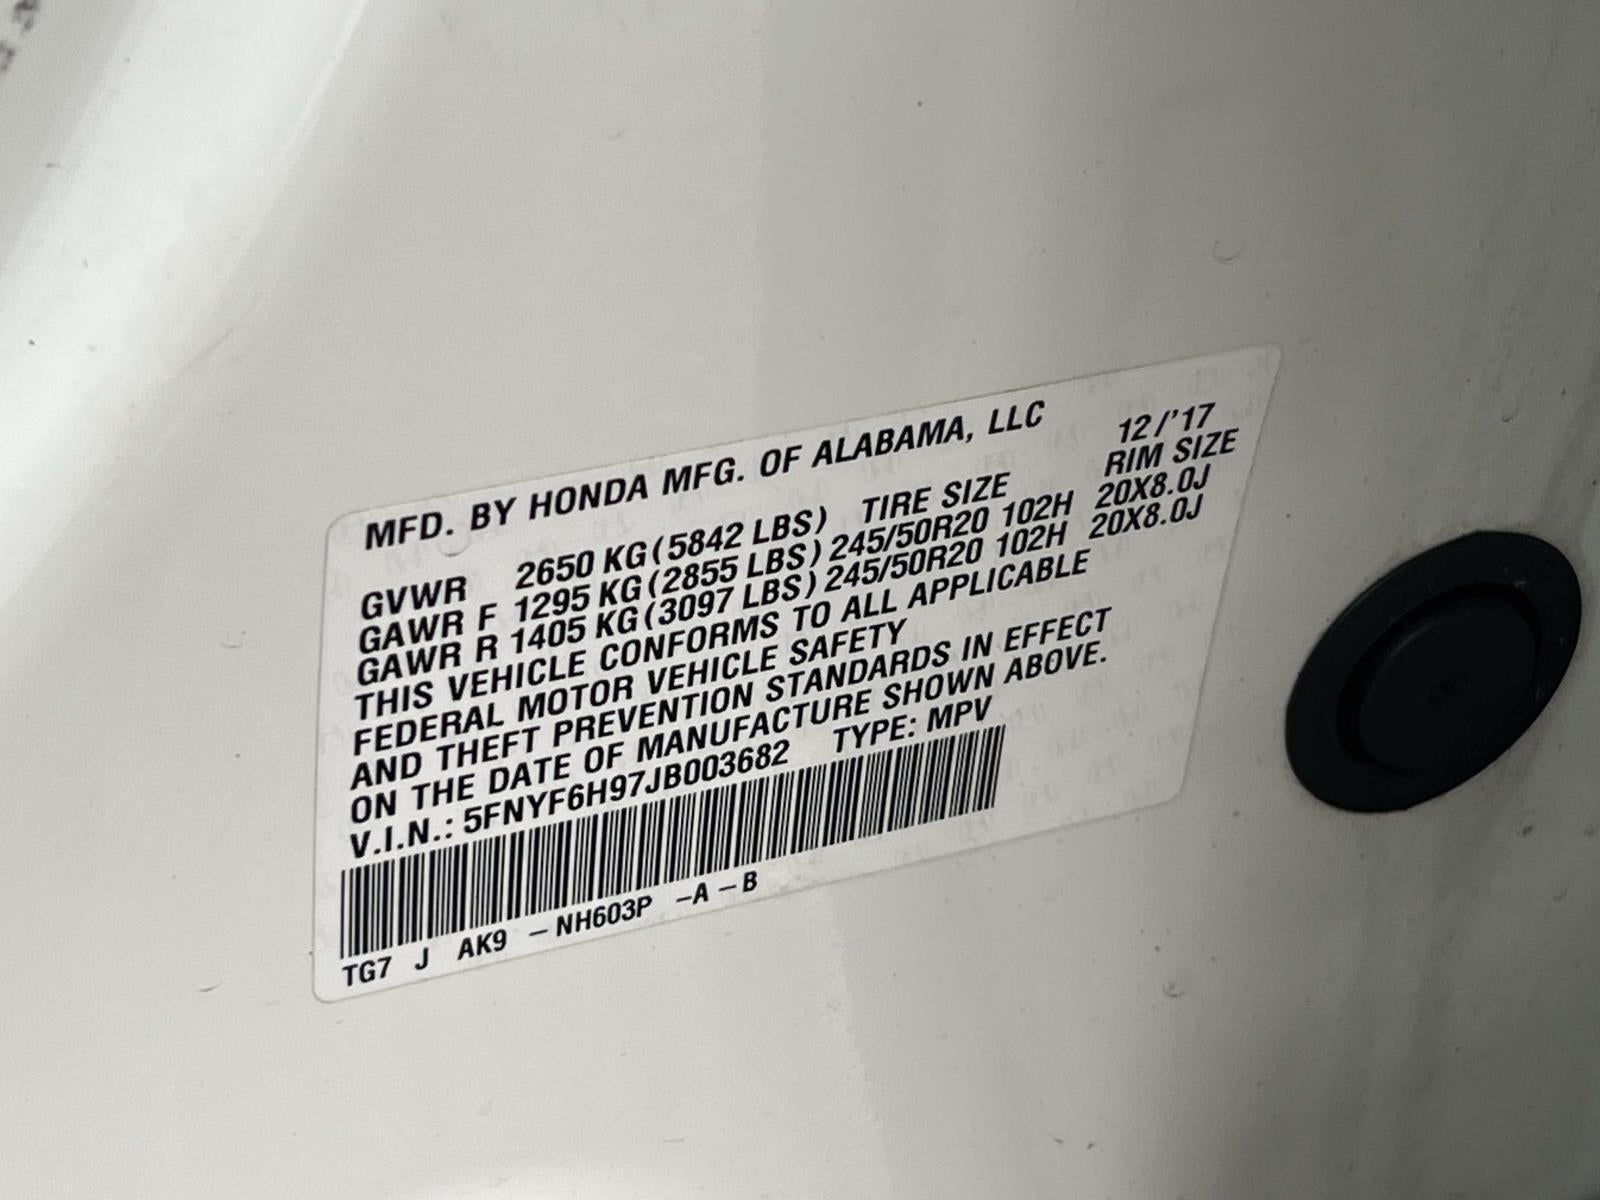 MFD. BY HONDA MFG. OF ALABAMA, LLC 12/'17
GVWR 2650 KG(5842 LBS) TIRE SIZE RIM SIZE
GAWR F 1295 KG(2855 LBS) 245/50R20 102H 20X8.0J
GAWR R 1405 KG(3097 LBS) 245/50R20 102H 20X8.0J
THIS VEHICLE CONFORMS TO ALL APPLICABLE
FEDERAL MOTOR VEHICLE SAFETY
AND THEFT PREVENTION STANDARDS IN EFFECT
ON THE DATE OF MANUFACTURE SHOWN ABOVE.
V.I.N.: 5FNYF6H97JB003682 TYPE: MPV
TG7 J AK9 -NH603P -A -B